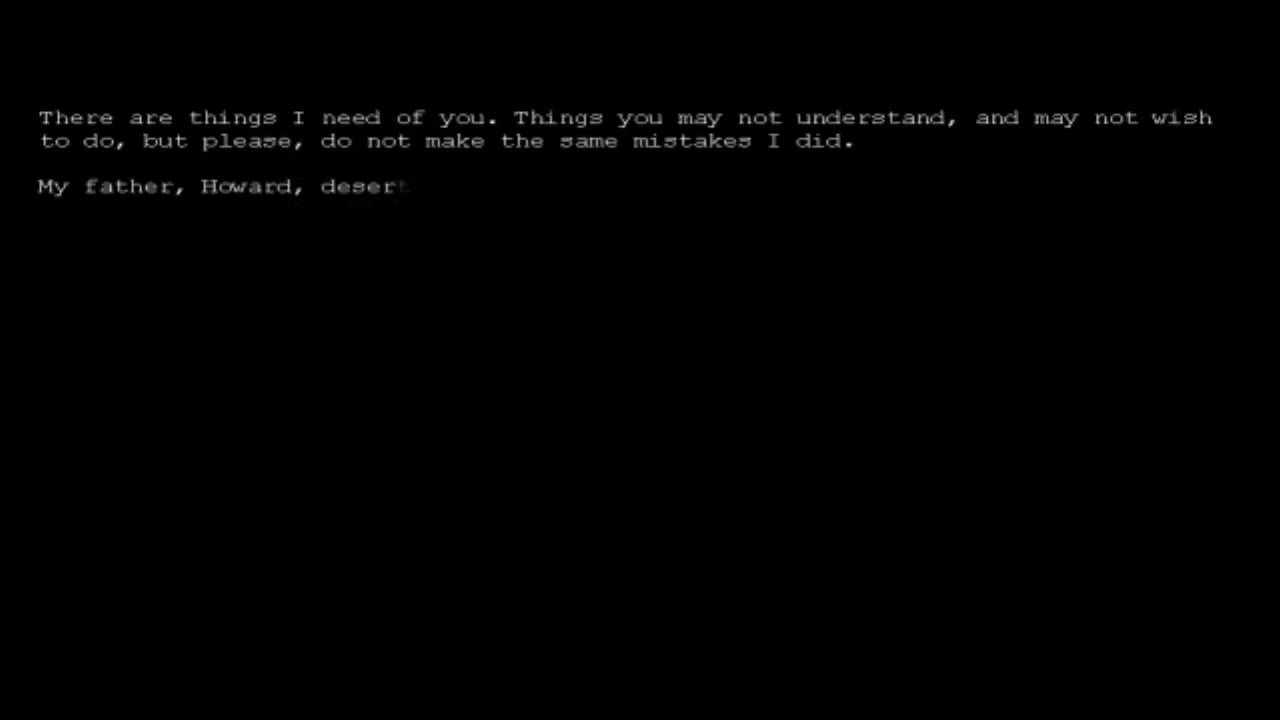 There are things I need of you. Things you may not understand, and may not wish
to do, but please, do not make the same mistakes I did.
My father, Howard, desert